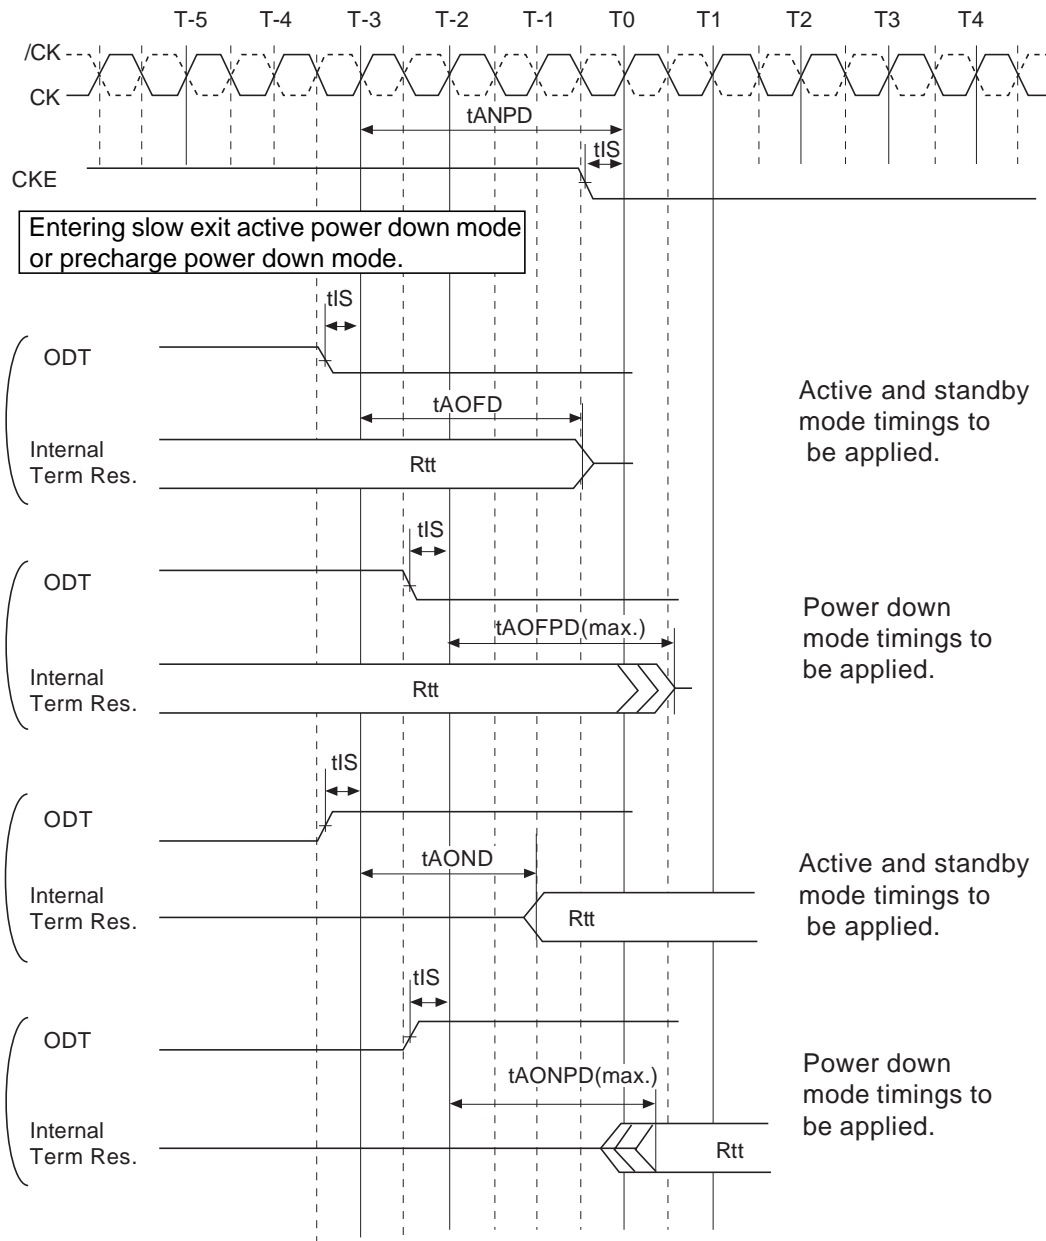 T-5 T-4 T-3 T-2 T-1 T0 T1 T2 T3 T4
/CK
CK
tANPD
tIS
CKE
Entering slow exit active power down mode
or precharge power down mode.
tIS
ODT
tAOFD
Internal
Term Res.
Rtt
Active and standby
mode timings to
be applied.
tIS
ODT
tAOFPD(max.)
Internal
Term Res.
Rtt
Power down
mode timings to
be applied.
tIS
ODT
tAOND
Internal
Term Res.
Rtt
Active and standby
mode timings to
be applied.
tIS
ODT
tAONPD(max.)
Internal
Term Res.
Rtt
Power down
mode timings to
be applied.